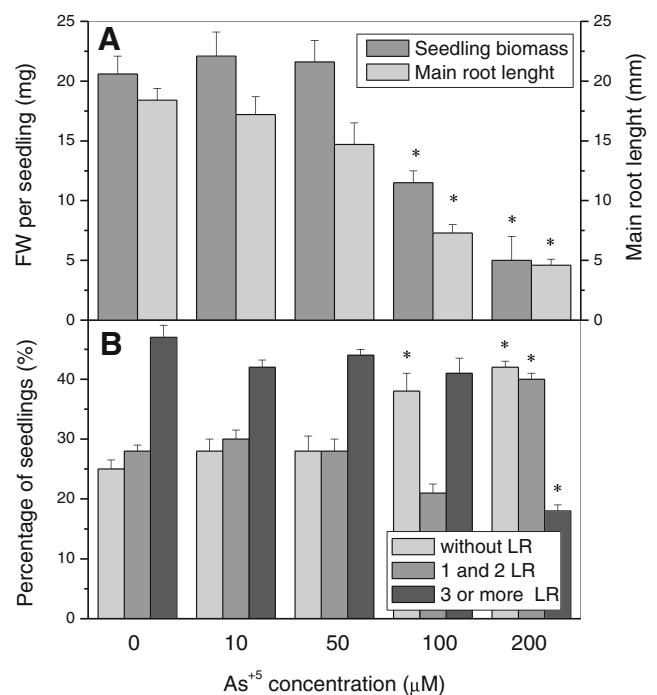 A
Seedling biomass
Main root lenght
FW per seedling (mg)
25
20
15
10
5
0
Main root lenght (mm)
25
20
15
10
5
0
* * * *
B
Percentage of seedlings (%)
40
30
20
10
0
* * * *
without LR
1 and 2 LR
3 or more LR
0 10 50 100 200
As+5 concentration (μM)